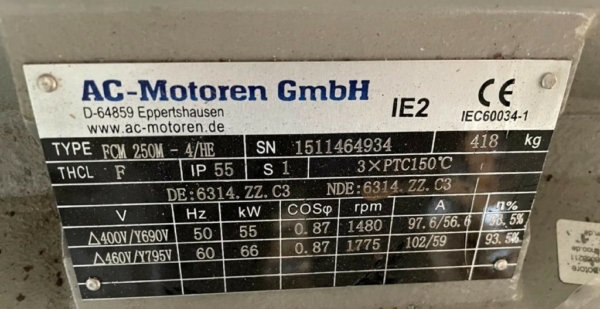 AC-Motoren GmbH
D-64859 Eppertshausen
www.ac-motoren.de
IE2
CE
IEC60034-1
TYPE FCM 250M - 4/HE SN 1511464934 418 kg
THCL F IP 55 S 1 3×PTC150℃
DE:6314.ZZ.C3 NDE:6314.ZZ.C3
V Hz kW COSφ rpm A η%
△400V/Y690V 50 55 0.87 1480 97.6/56.6
△460V/Y795V 60 66 0.87 1775 102/59 93.5%